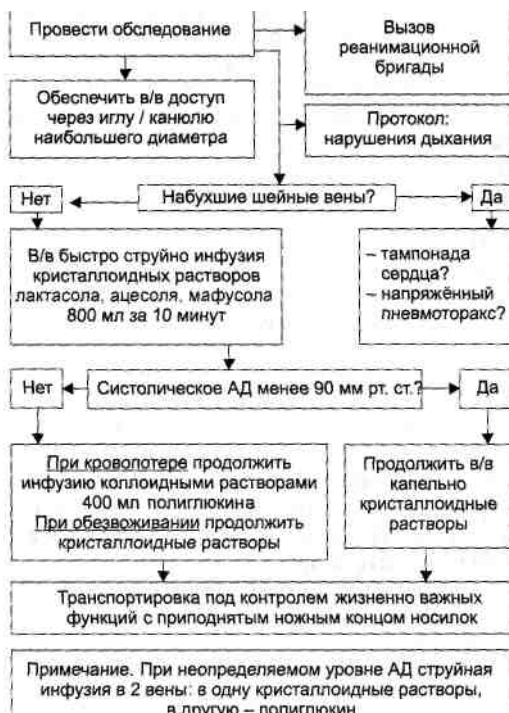 Провести обследование
Вызов
реанимационной
бригады
Обеспечить в/в доступ
через иглу / канюлю
наибольшего диаметра
Протокол:
нарушения дыхания
Нет
Набухшие шейные вены?
Да
В/в быстро струйно инфузия
кристаллоидных растворов
лактасола, ацесоля, мафусола
800 мл за 10 минут
– тампонада
сердца?
– напряжённый
пневмоторакс?
Нет
Систолическое АД менее 90 мм рт. ст.?
Да
При кровопотере продолжить
инфузию коллоидными растворами
400 мл полиглюкина
При обезвоживании продолжить
кристаллоидные растворы
Продолжить в/в
капельно
кристаллоидные
растворы
Транспортировка под контролем жизненно важных
функций с приподнятым ножным концом носилок
Примечание. При неопределяемом уровне АД струйная
инфузия в 2 вены: в одну кристаллоидные растворы,
в другую – полиглюкин